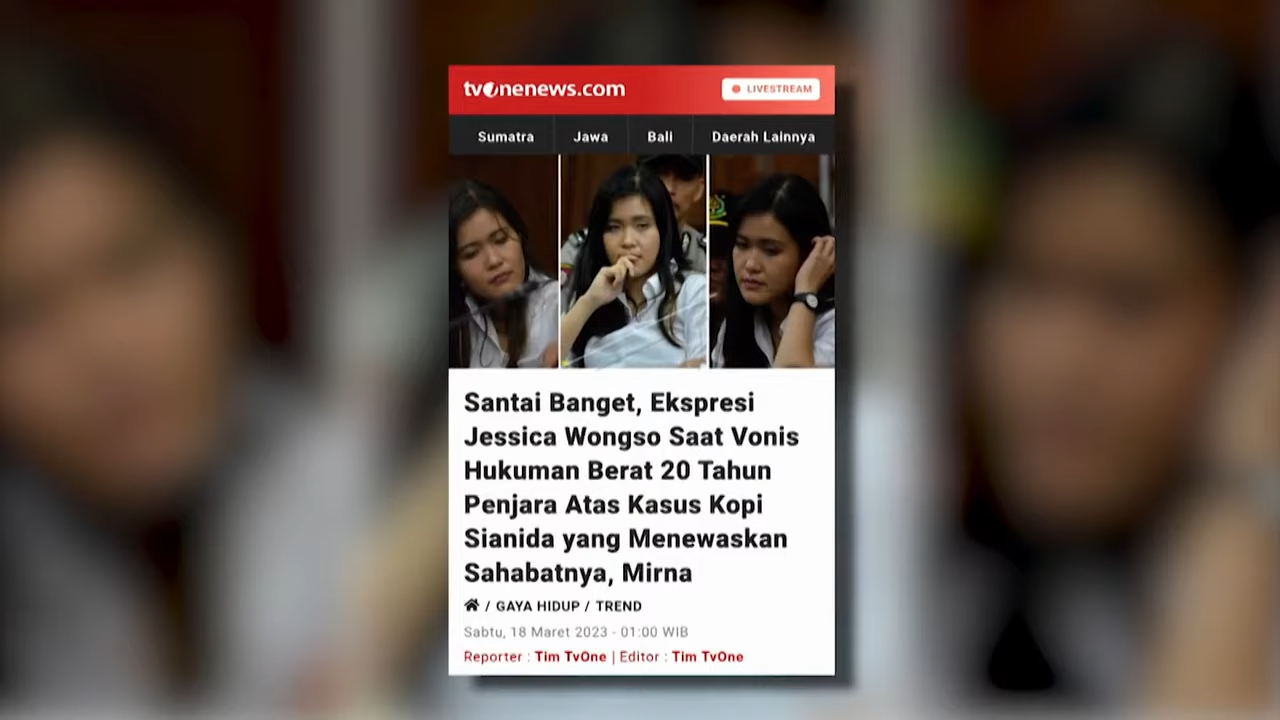 tvOnenews.com
LIVESTREAM
Sumatra
Jawa
Bali
Daerah Lainnya
Santai Banget, Ekspresi
Jessica Wongso Saat Vonis
Hukuman Berat 20 Tahun
Penjara Atas Kasus Kopi
Sianida yang Menewaskan
Sahabatnya, Mirna
/ GAYA HIDUP / TREND
Sabtu, 18 Maret 2023 - 01:00 WIB
Reporter : Tim TvOne | Editor : Tim TvOne